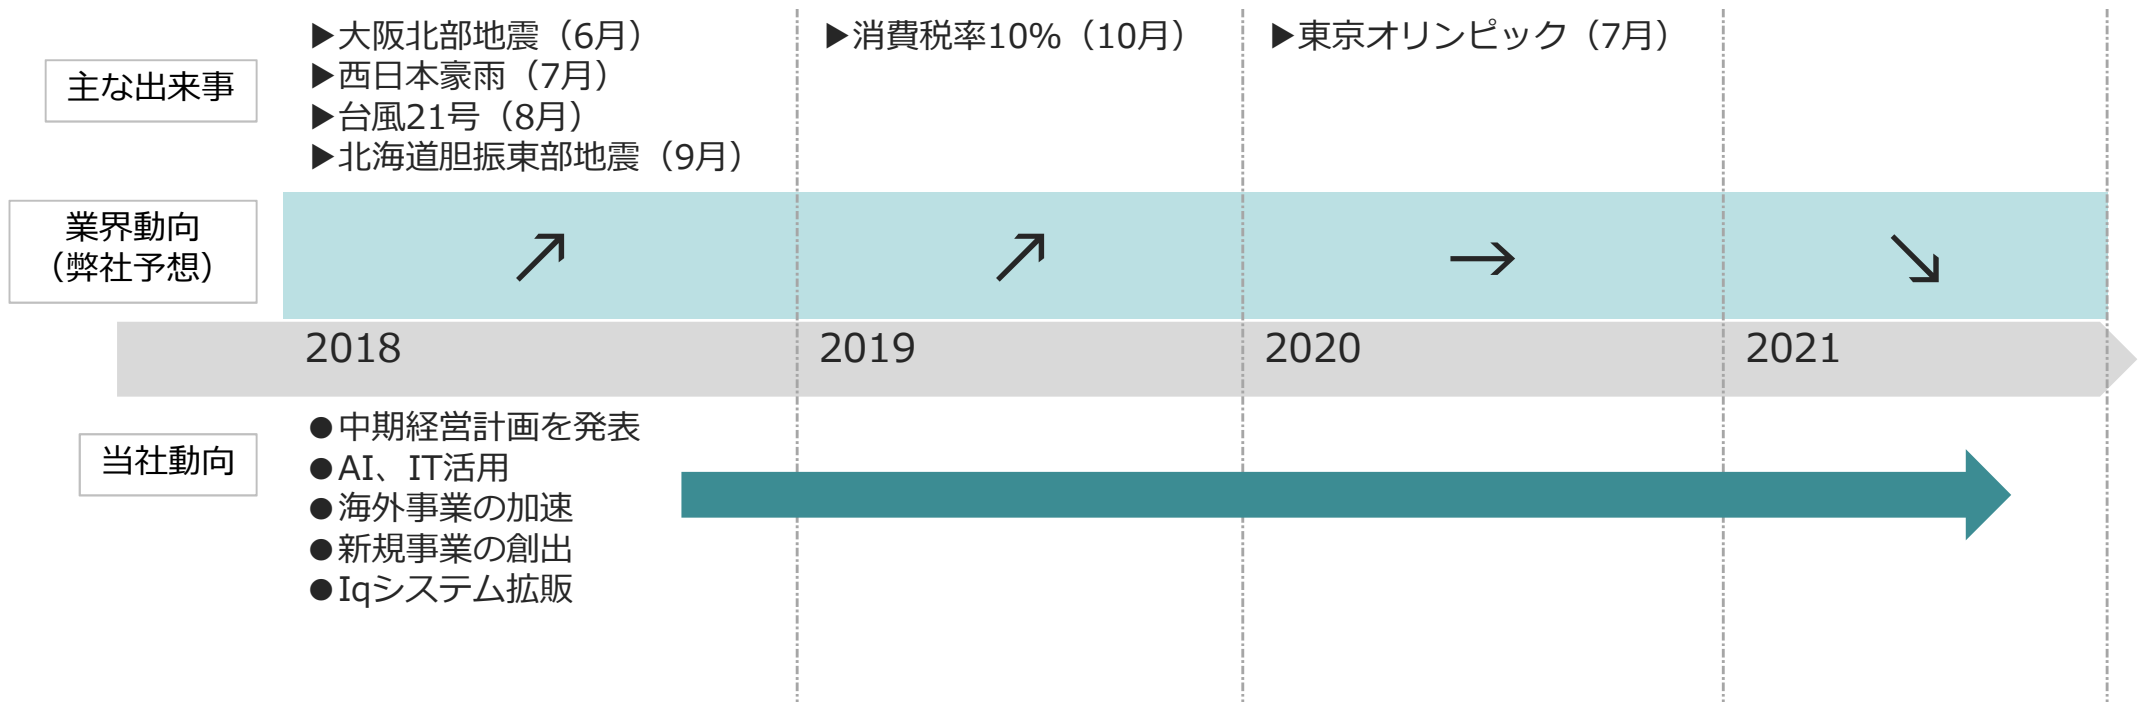 主な出来事
▶大阪北部地震（6月）
▶西日本豪雨（7月）
▶台風21号（8月）
▶北海道胆振東部地震（9月）
▶消費税率10%（10月）
▶東京オリンピック（7月）
業界動向
（弊社予想）
↗
↗
→
↘
2018
2019
2020
2021
当社動向
●中期経営計画を発表
●AI、IT活用
●海外事業の加速
●新規事業の創出
●Iqシステム拡販